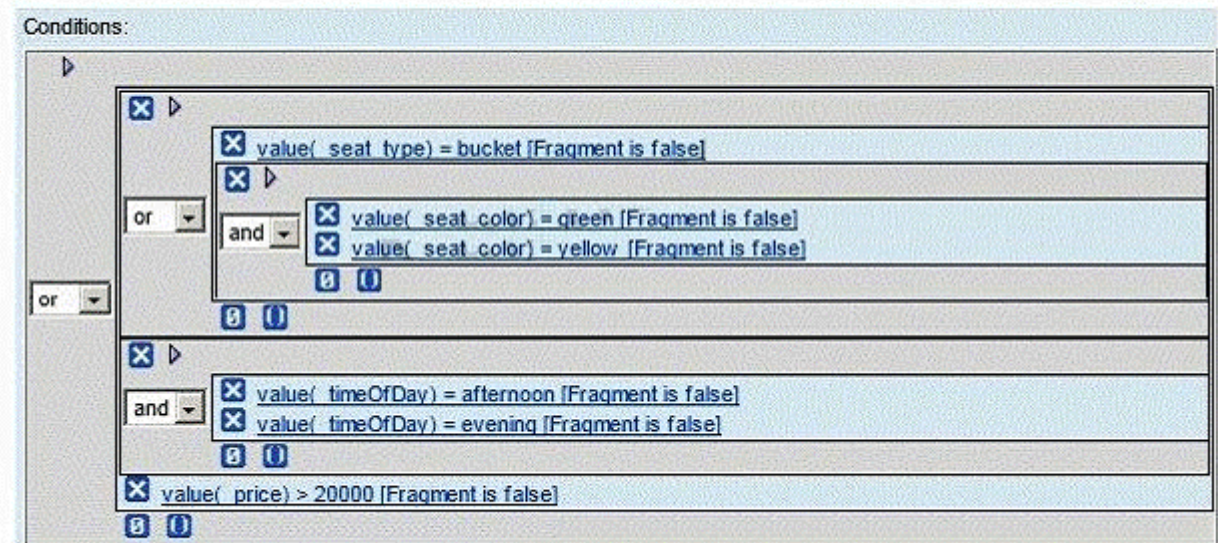 Conditions:
value(_seat_type) = bucket [Fragment is false]
or
and
value(_seat_color) = green [Fragment is false]
value(_seat_color) = yellow [Fragment is false]
or
and
value(_timeOfDay) = afternoon [Fragment is false]
value(_timeOfDay) = evening [Fragment is false]
value(_price) > 20000 [Fragment is false]